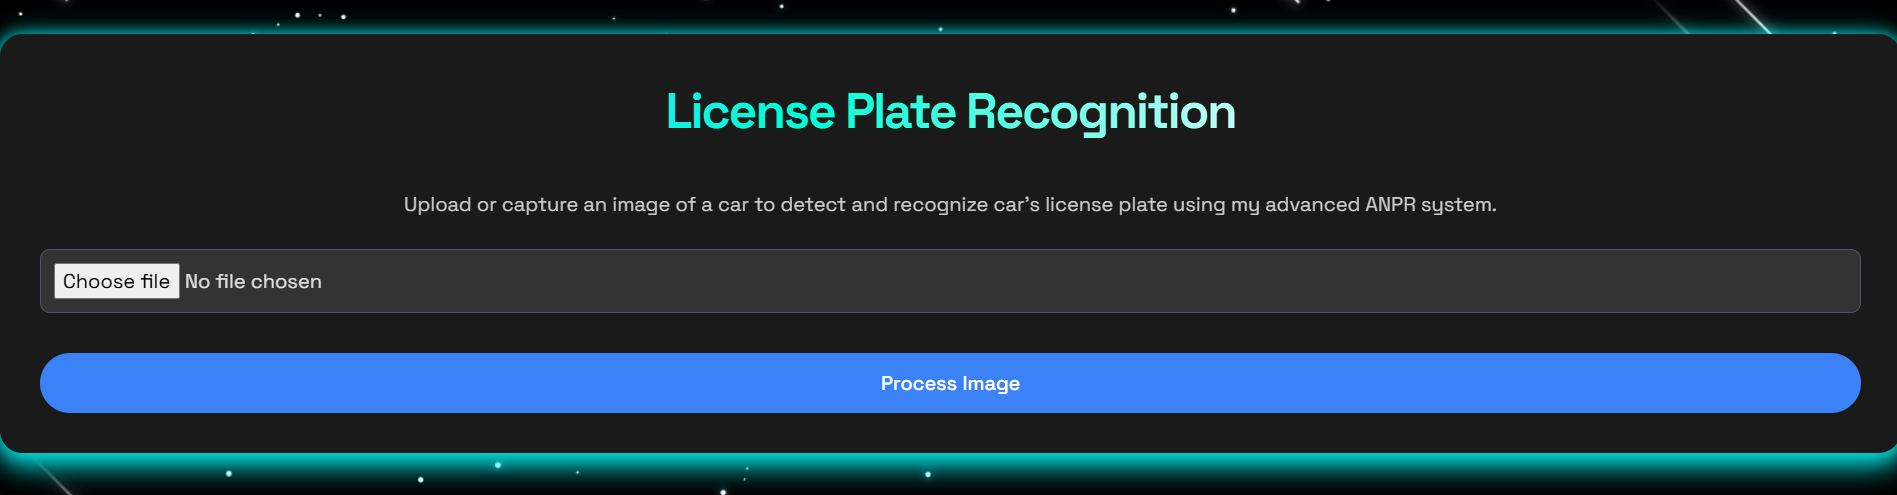 License Plate Recognition
Upload or capture an image of a car to detect and recognize car's license plate using my advanced ANPR system.
Choose file No file chosen
Process Image